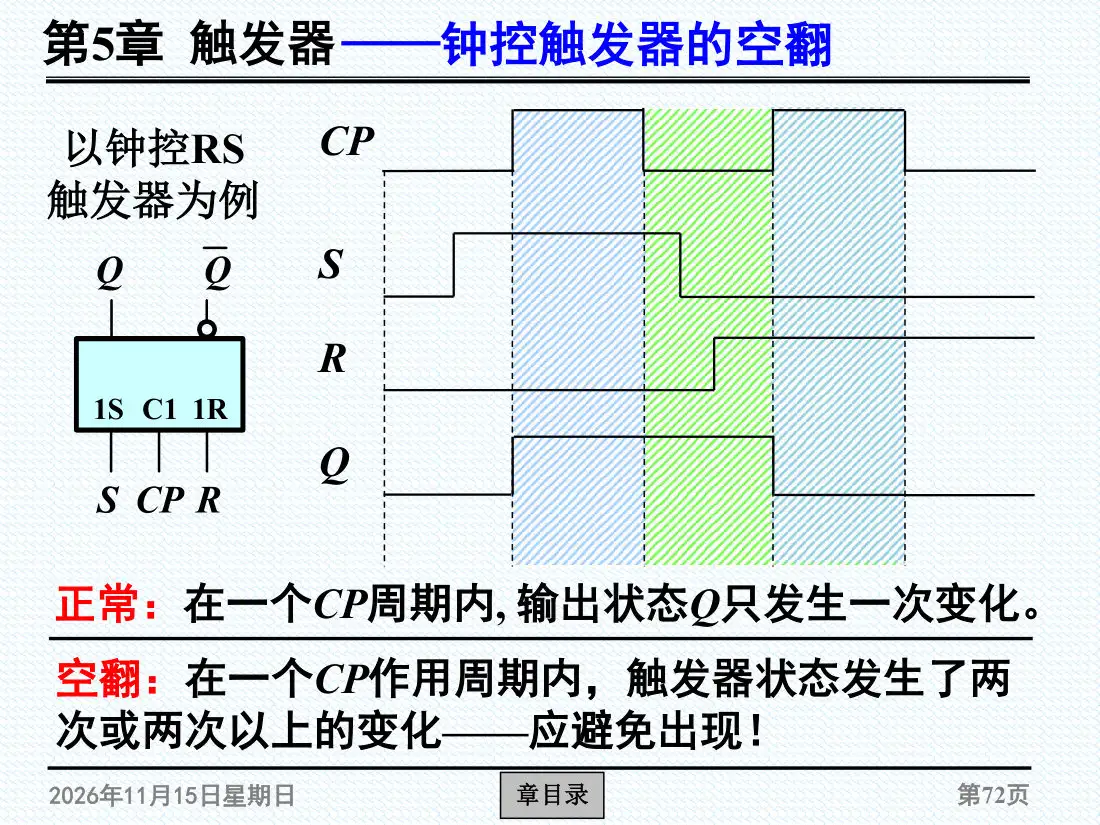 第5章 触发器——钟控触发器的空翻
以钟控RS
触发器为例
Q Q̅
1S C1 1R
S CP R
CP
S
R
Q
正常：在一个CP周期内, 输出状态Q只发生一次变化。
空翻：在一个CP作用周期内，触发器状态发生了两
次或两次以上的变化——应避免出现！
2026年11月15日星期日
章目录
第72页